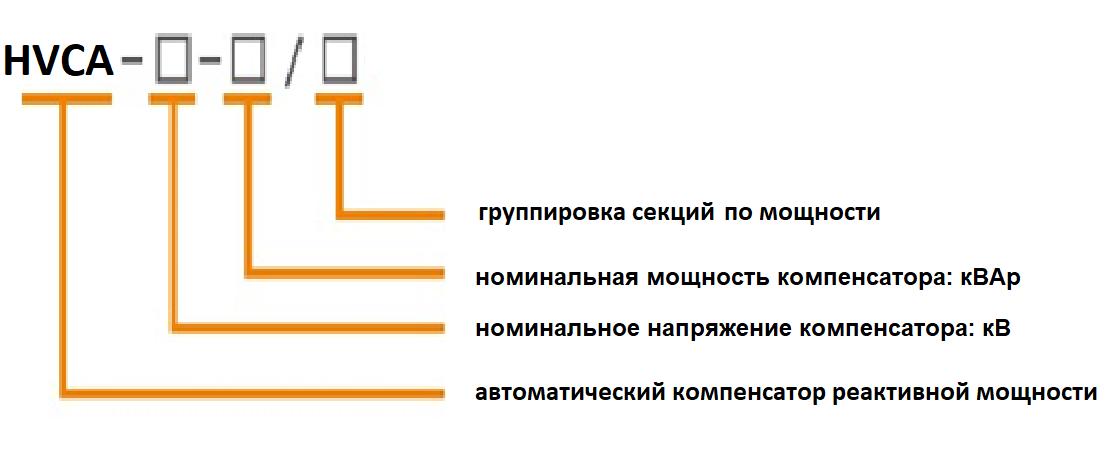 HVCA-□-□/□
группировка секций по мощности
номинальная мощность компенсатора: кВАр
номинальное напряжение компенсатора: кВ
автоматический компенсатор реактивной мощности